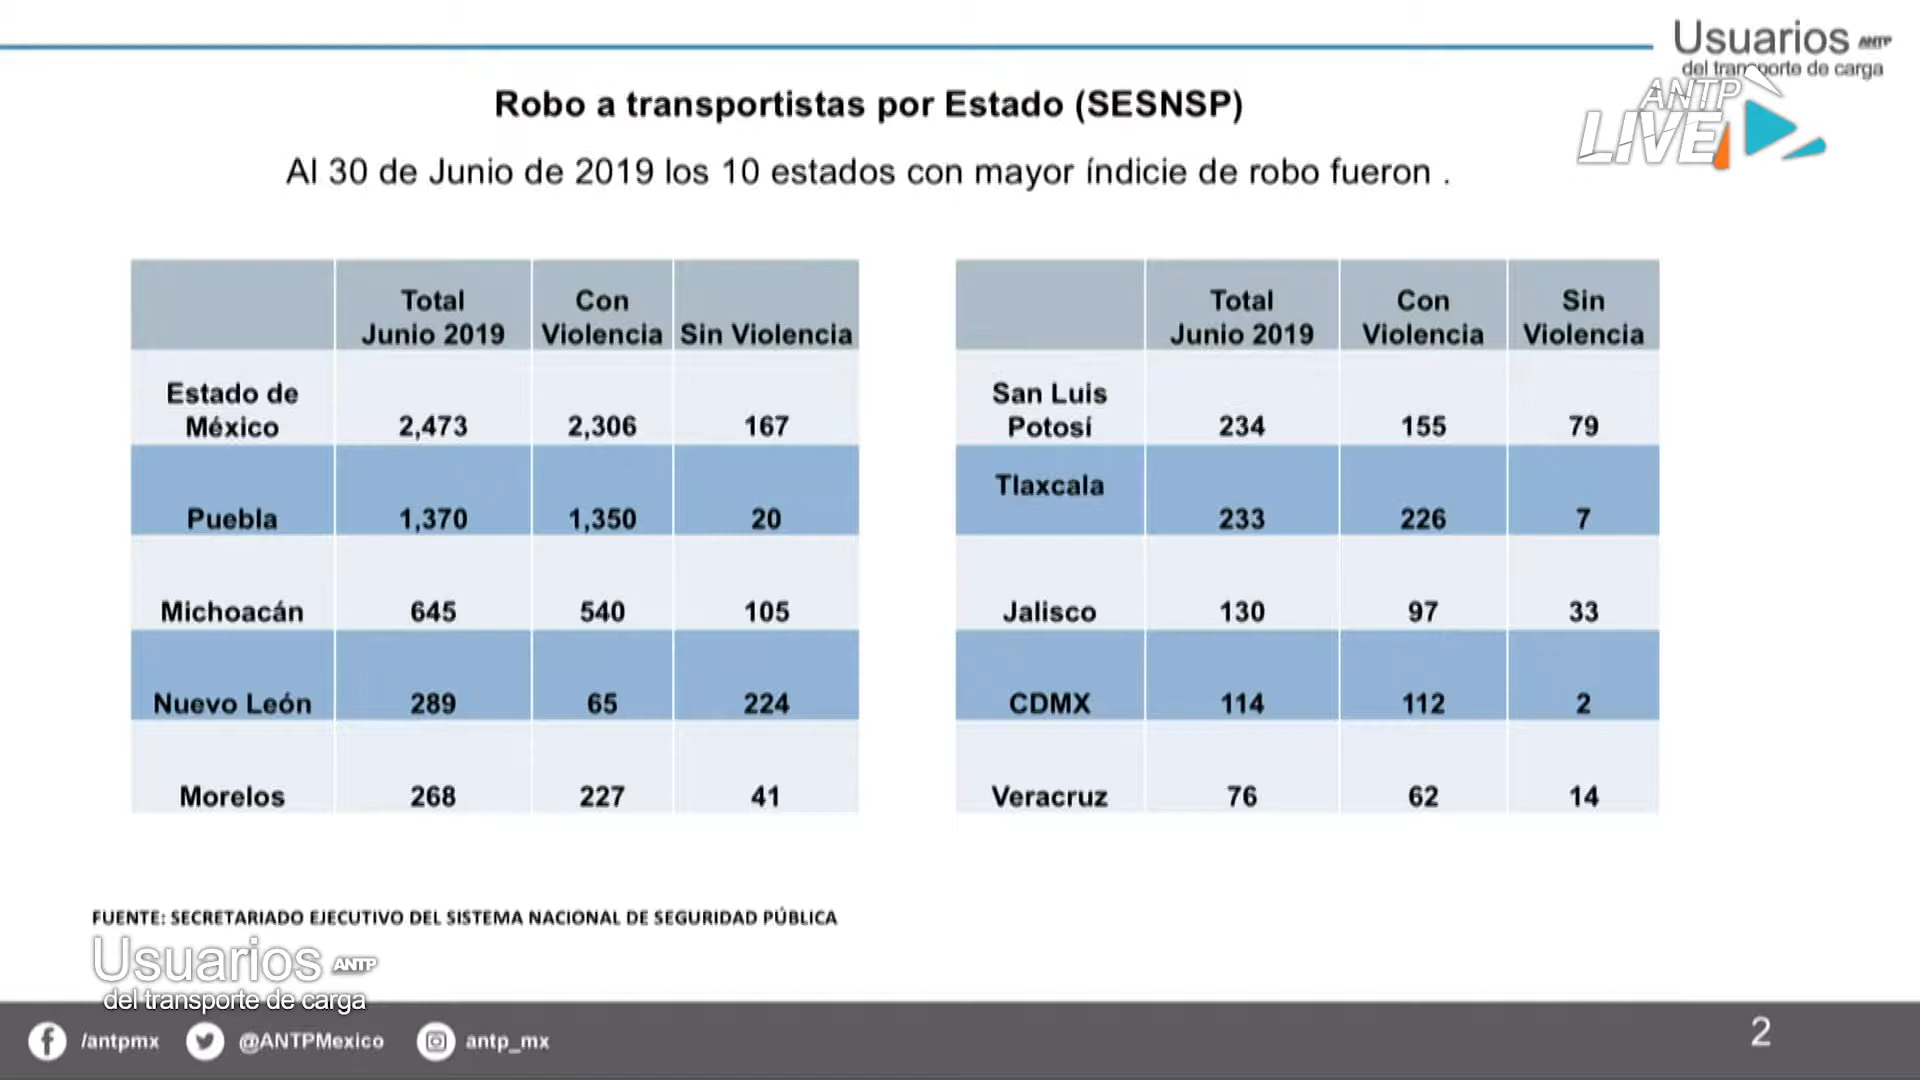 Usuarios ANTP
del transporte de carga
ANTP
LIVE
Robo a transportistas por Estado (SESNSP)
Al 30 de Junio de 2019 los 10 estados con mayor índicie de robo fueron .
Total Junio 2019 Con Violencia Sin Violencia
Estado de México 2,473 2,306 167
Puebla 1,370 1,350 20
Michoacán 645 540 105
Nuevo León 289 65 224
Morelos 268 227 41
Total Junio 2019 Con Violencia Sin Violencia
San Luis Potosí 234 155 79
Tlaxcala 233 226 7
Jalisco 130 97 33
CDMX 114 112 2
Veracruz 76 62 14
FUENTE: SECRETARIADO EJECUTIVO DEL SISTEMA NACIONAL DE SEGURIDAD PÚBLICA
Usuarios ANTP
del transporte de carga
/antpmx @ANTPMexico antp_mx
2